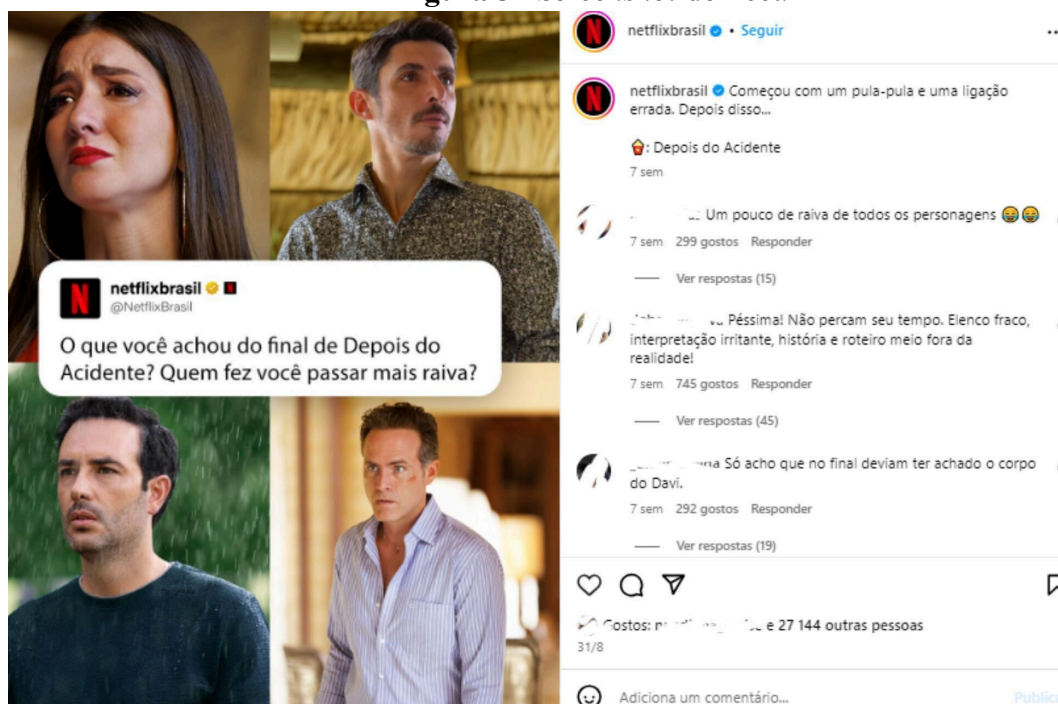 netflixbrasil
@NetflixBrasil
O que você achou do final de Depois do
Acidente? Quem fez você passar mais raiva?
netflixbrasil • Seguir
netflixbrasil Começou com um pula-pula e uma ligação
errada. Depois disso...
: Depois do Acidente
7 sem
Um pouco de raiva de todos os personagens 😂😂
7 sem 299 gostos Responder
Ver respostas (15)
Péssima! Não percam seu tempo. Elenco fraco,
interpretação irritante, história e roteiro meio fora da
realidade!
7 sem 745 gostos Responder
Ver respostas (45)
Só acho que no final deviam ter achado o corpo
do Davi.
7 sem 292 gostos Responder
Ver respostas (19)
Gostos: e 27 144 outras pessoas
31/8
Adiciona um comentário...